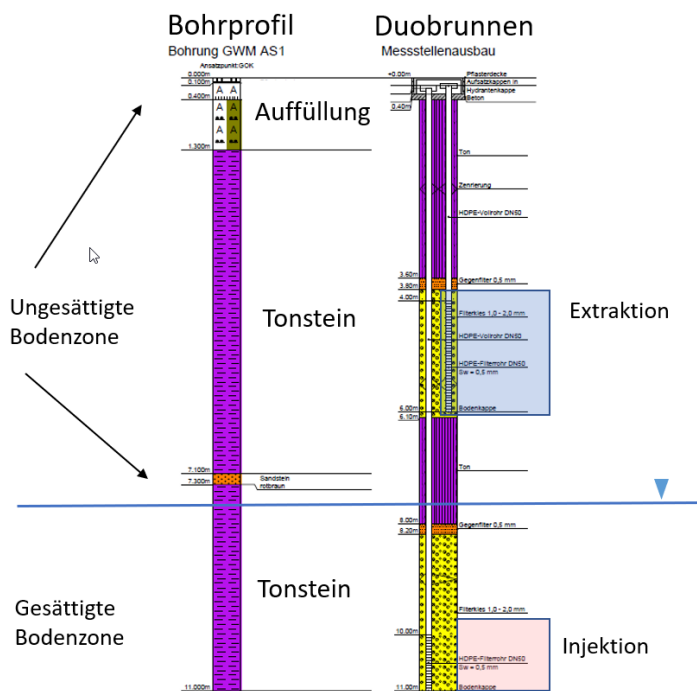 Bohrprofil
Bohrung GWM AS1
Ansatzpunkt:GOK
0.000m
0.100m
0.400m
A A
A A
A A
Auffüllung
1.300m
Ungesättigte
Bodenzone
Tonstein
7.100m
7.300m
Sandstein
rotbraun
Gesättigte
Bodenzone
Tonstein
11.000m
Duobrunnen
Messstellenausbau
+0.00m
Pflasterdecke
Aufsatzkappen in
Hydrantenkappe
Beton
0.40m
Ton
Zenrierung
HDPE-Vollrohr DN50
3.60m
Gegenfilter 0,5 mm
3.80m
4.00m
Filterkies 1,0 - 2,0 mm
Extraktion
HDPE-Vollrohr DN50
HDPE-Filterrohr DN50
Sw = 0,5 mm
6.00m
Bodenkappe
6.10m
Ton
8.00m
Gegenfilter 0,5 mm
8.20m
Filterkies 1,0 - 2,0 mm
10.00m
Injektion
HDPE-Filterrohr DN50
Sw = 0,5 mm
11.00m
Bodenkappe